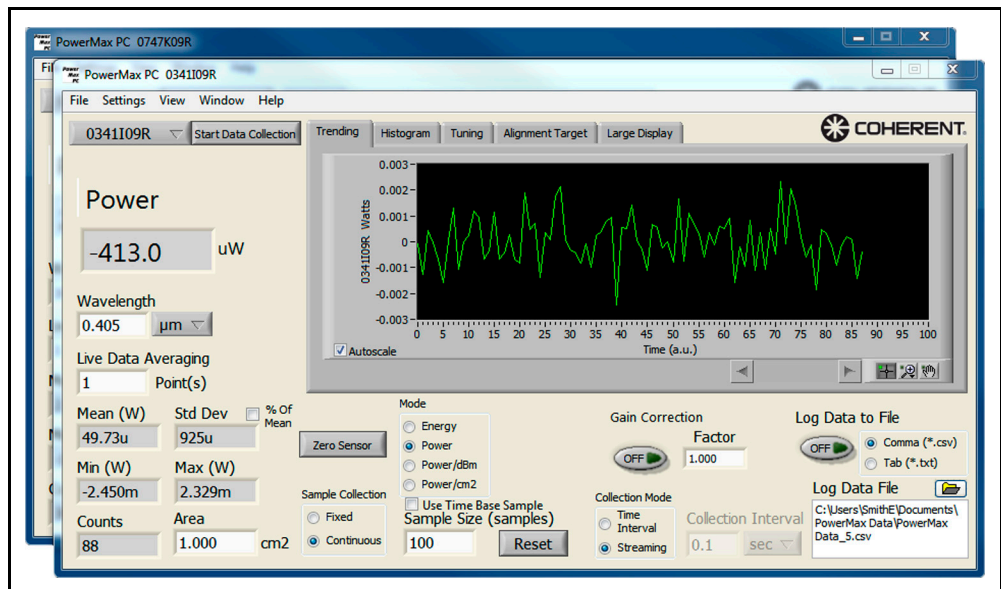 PowerMax PC 0747K09R
PowerMax PC 0341I09R
File Settings View Window Help
0341I09R Start Data Collection
Trending Histogram Tuning Alignment Target Large Display
COHERENT.
Power
-413.0 uW
Wavelength
0.405 µm
Live Data Averaging
1 Point(s)
Mean (W) Std Dev % Of Mean
49.73u 925u
Min (W) Max (W)
-2.450m 2.329m
Counts Area
88 1.000 cm2
0341I09R Watts
0.003
0.002
0.001
0
-0.001
-0.002
-0.003
0 5 10 15 20 25 30 35 40 45 50 55 60 65 70 75 80 85 90 95 100
Time (a.u.)
Autoscale
Zero Sensor
Mode
Energy
Power
Power/dBm
Power/cm2
Use Time Base Sample
Sample Collection
Fixed
Continuous
Sample Size (samples)
100 Reset
Gain Correction
OFF
Factor
1.000
Collection Mode
Time
Interval
Streaming
Collection Interval
0.1 sec
Log Data to File
OFF
Comma (*.csv)
Tab (*.txt)
Log Data File
C:\Users\SmithE\Documents\
PowerMax Data\PowerMax
Data_5.csv